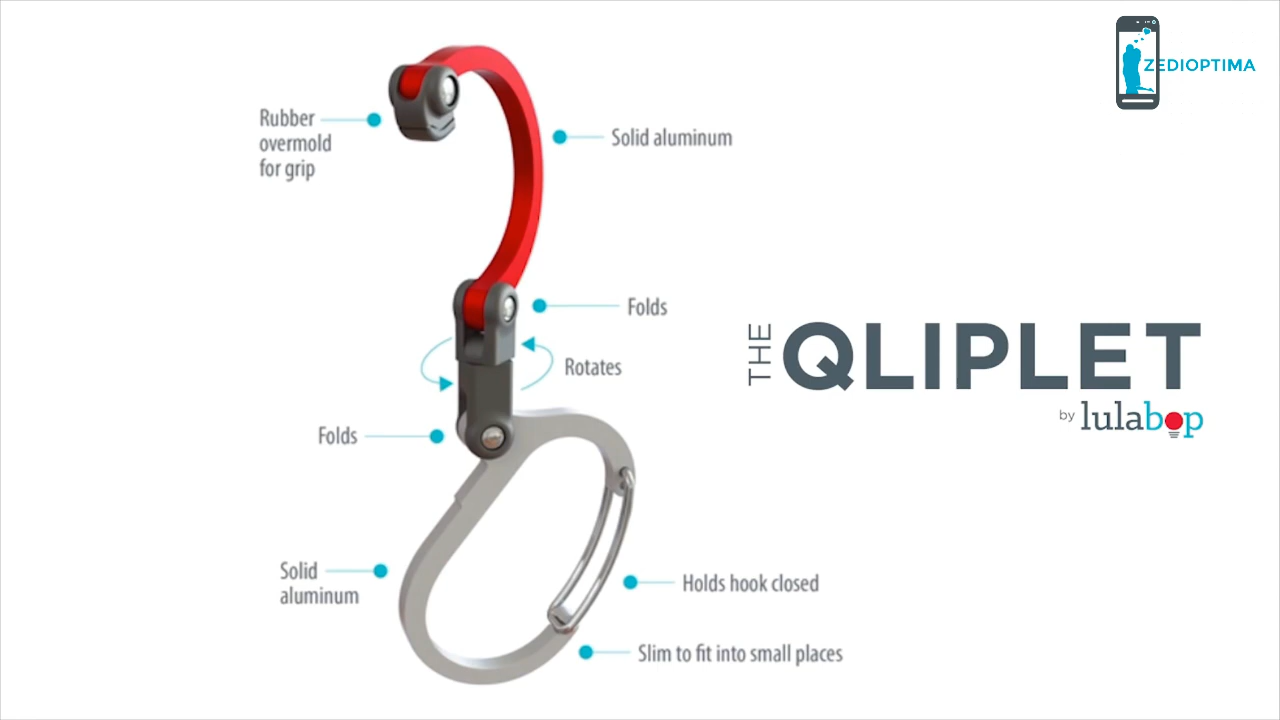 ZEDIOPTIMA
Rubber
overmold
for grip
Solid aluminum
Folds
Rotates
Folds
THE QLIPLET
by lulabop
Solid
aluminum
Holds hook closed
Slim to fit into small places